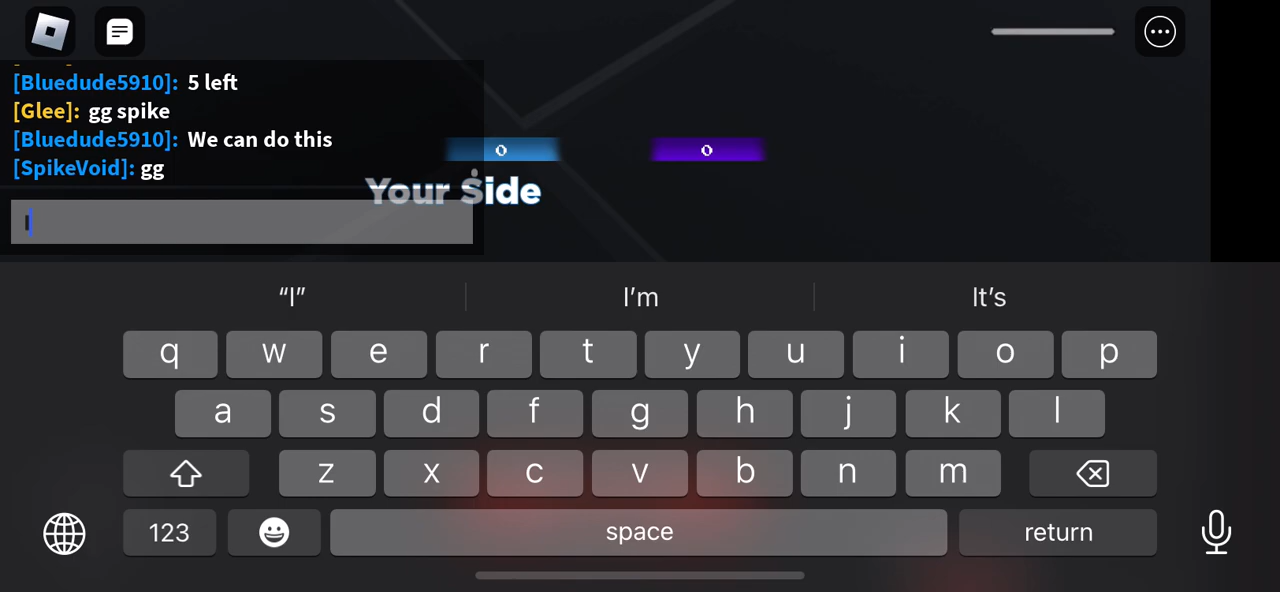 [Bluedude5910]: 5 left
[Glee]: gg spike
[Bluedude5910]: We can do this
[SpikeVoid]: gg
0 0
Your Side
I
“I” I’m It’s
q w e r t y u i o p
a s d f g h j k l
z x c v b n m
123 space return